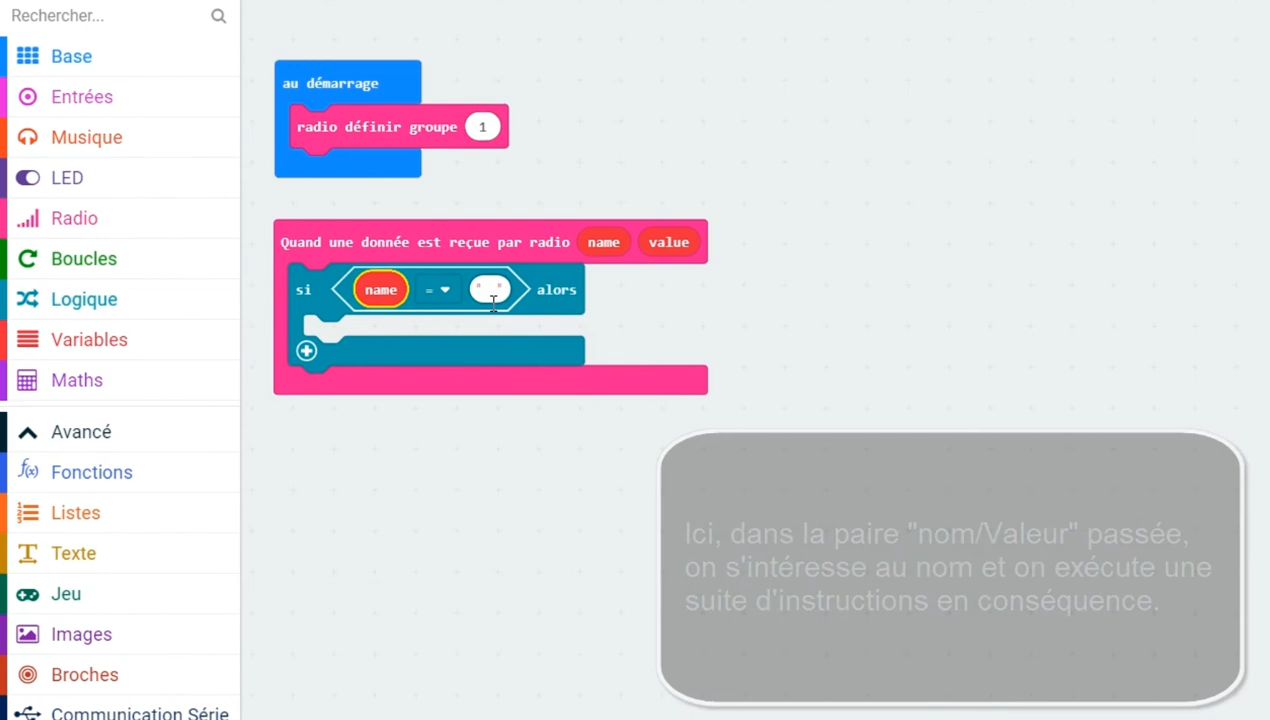 Rechercher...
Base
Entrées
Musique
LED
Radio
Boucles
Logique
Variables
Maths
Avancé
Fonctions
Listes
Texte
Jeu
Images
Broches
Communication Série
au démarrage
radio définir groupe 1
Quand une donnée est reçue par radio name value
si name = " " alors
Ici, dans la paire "nom/Valeur" passée,
on s'intéresse au nom et on exécute une
suite d'instructions en conséquence.